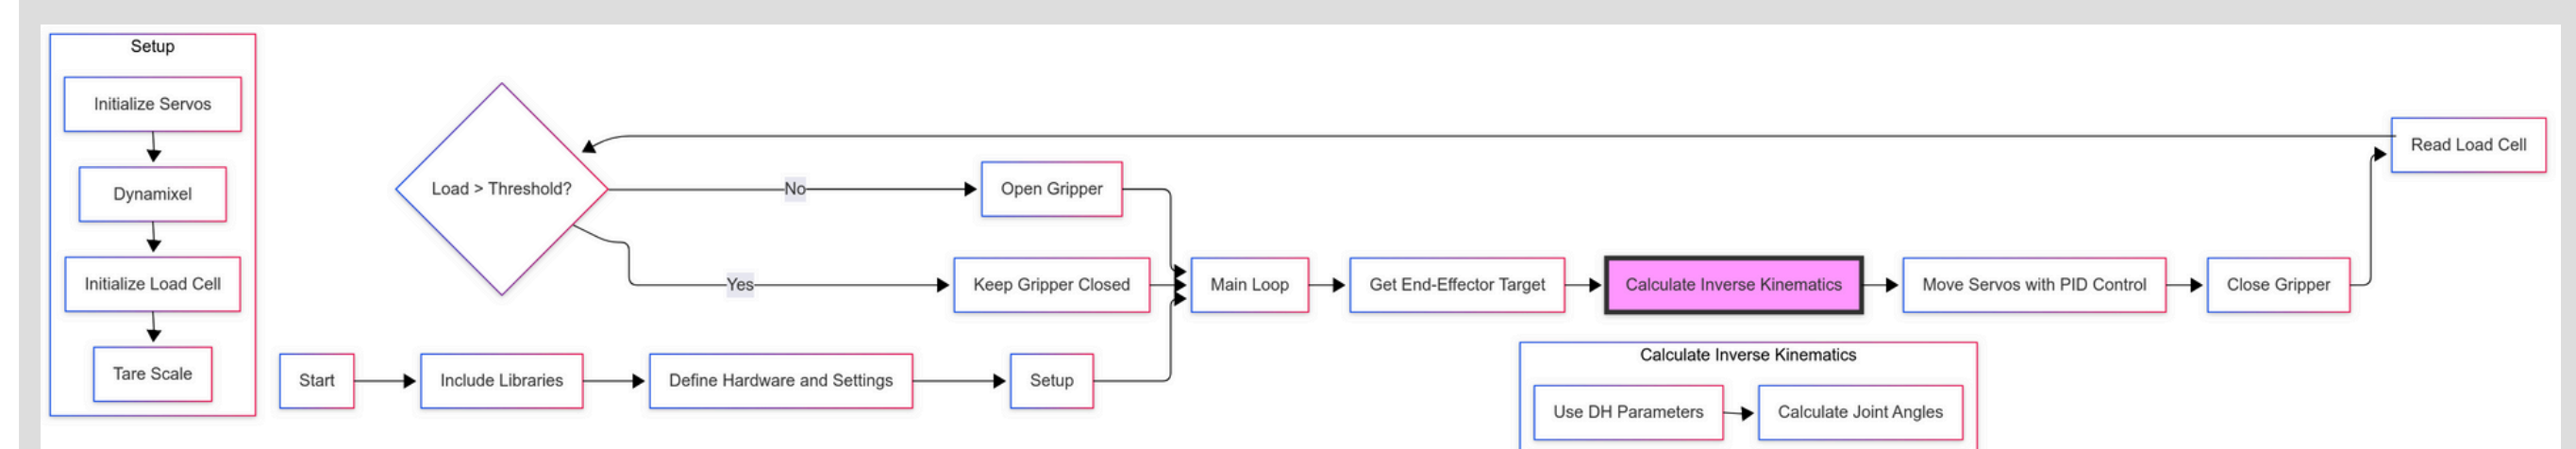 Setup
Initialize Servos
Dynamixel
Initialize Load Cell
Tare Scale
Load > Threshold?
No
Open Gripper
Read Load Cell
Yes
Keep Gripper Closed
Main Loop
Get End-Effector Target
Calculate Inverse Kinematics
Move Servos with PID Control
Close Gripper
Start
Include Libraries
Define Hardware and Settings
Setup
Calculate Inverse Kinematics
Use DH Parameters
Calculate Joint Angles